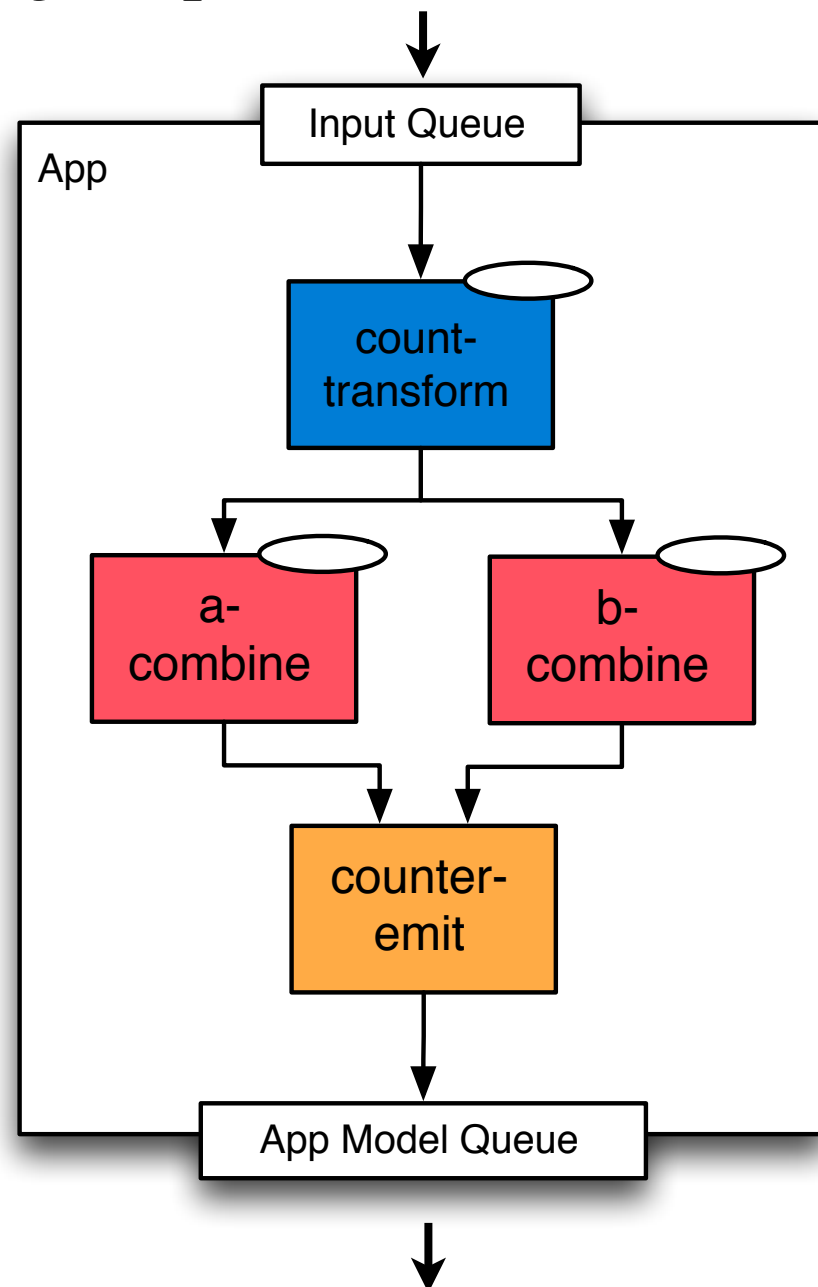 Input Queue
App
count-
transform
a-
combine
b-
combine
counter-
emit
App Model Queue